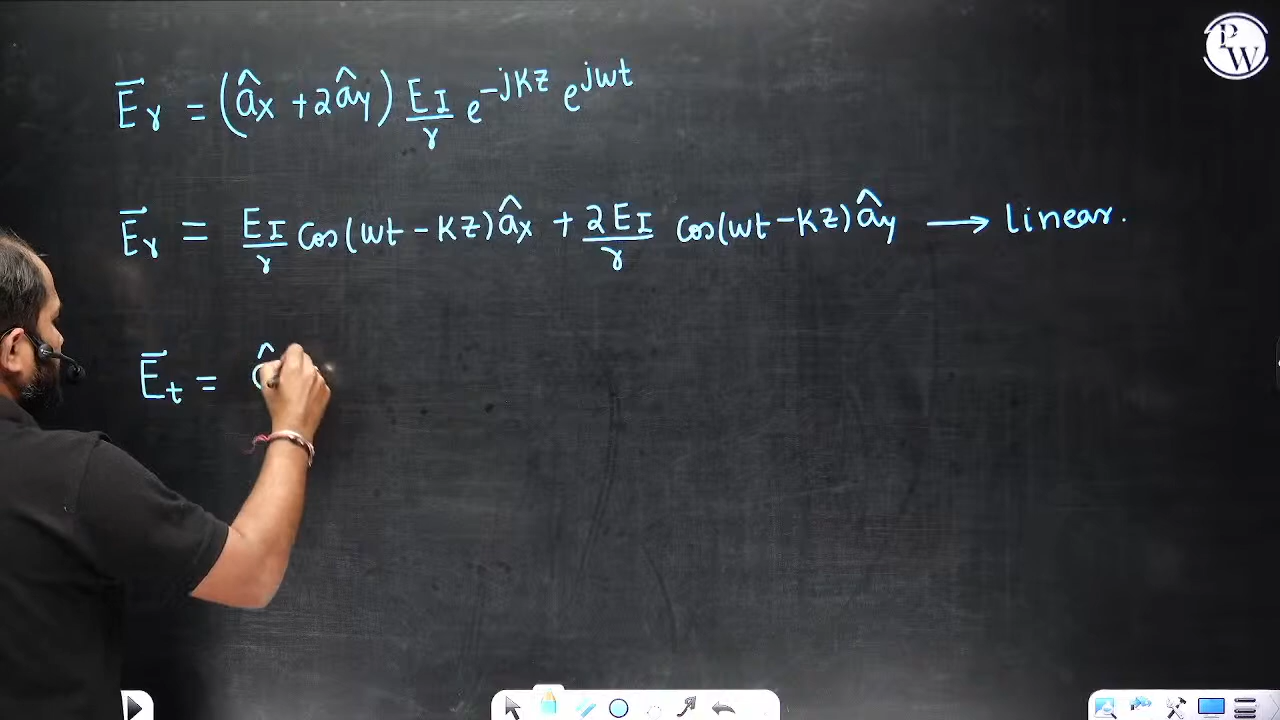 PW
E̅r = (âx + 2ây) EI/r e^-jkz e^jwt
E̅r = EI/r cos(wt - kz)âx + 2EI/r cos(wt - kz)ây → linear.
E̅t = â